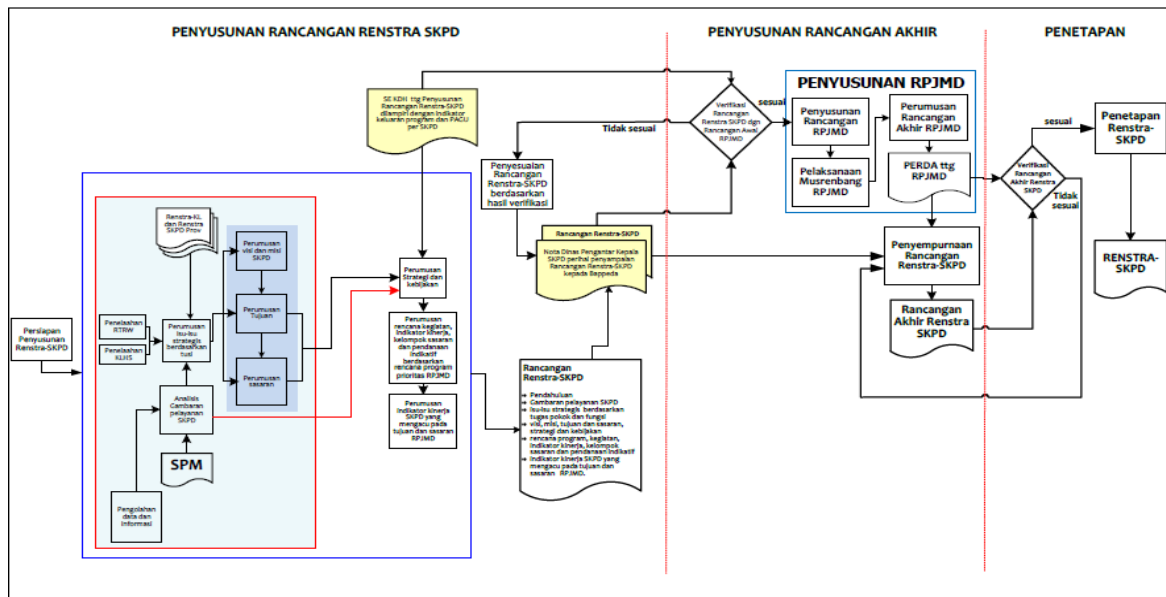 PENYUSUNAN RANCANGAN RENSTRA SKPD
PENYUSUNAN RANCANGAN AKHIR
PENETAPAN
SE KDH ttg Penyusunan
Rancangan Renstra-SKPD
dilampiri dengan indikator
keluaran program dan PAGU
per SKPD
Verifikasi
Rancangan
Renstra SKPD dgn
Rancangan Awal
RPJMD
sesuai
Tidak sesuai
PENYUSUNAN RPJMD
Penyusunan
Rancangan
RPJMD
Perumusan
Rancangan
Akhir RPJMD
Pelaksanaan
Musrenbang
RPJMD
PERDA ttg
RPJMD
Verifikasi
Rancangan
Akhir Renstra
SKPD
sesuai
Tidak
sesuai
Penetapan
Renstra-
SKPD
RENSTRA-
SKPD
Penyesuaian
Rancangan
Renstra-SKPD
berdasarkan
hasil verifikasi
Rancangan Renstra-SKPD
Nota Dinas Pengantar Kepala
SKPD perihal penyampaian
Rancangan Renstra-SKPD
kepada Bappeda
Penyempurnaan
Rancangan
Renstra-SKPD
Rancangan
Akhir Renstra
SKPD
Persiapan
Penyusunan
Renstra-SKPD
Renstra-KL
dan Renstra
SKPD Prov
Penelaahan
RTRW
Penelaahan
KLHS
Perumusan
Isu-isu
strategis
berdasarkan
tusi
Analisis
Gambaran
pelayanan
SKPD
SPM
Pengolahan
data dan
informasi
Perumusan
visi dan misi
SKPD
Perumusan
Tujuan
Perumusan
sasaran
Perumusan
Strategi dan
kebijakan
Perumusan
rencana kegiatan,
indikator kinerja,
kelompok sasaran
dan pendanaan
indikatif
berdasarkan
rencana program
prioritas RPJMD
Perumusan
indikator kinerja
SKPD yang
mengacu pada
tujuan dan sasaran
RPJMD
Rancangan
Renstra-SKPD
Pendahuluan
Gambaran pelayanan SKPD
isu-isu strategis berdasarkan
tugas pokok dan fungsi
visi, misi, tujuan dan sasaran,
strategi dan kebijakan
rencana program, kegiatan,
indikator kinerja, kelompok
sasaran dan pendanaan indikatif
indikator kinerja SKPD yang
mengacu pada tujuan dan
sasaran RPJMD.